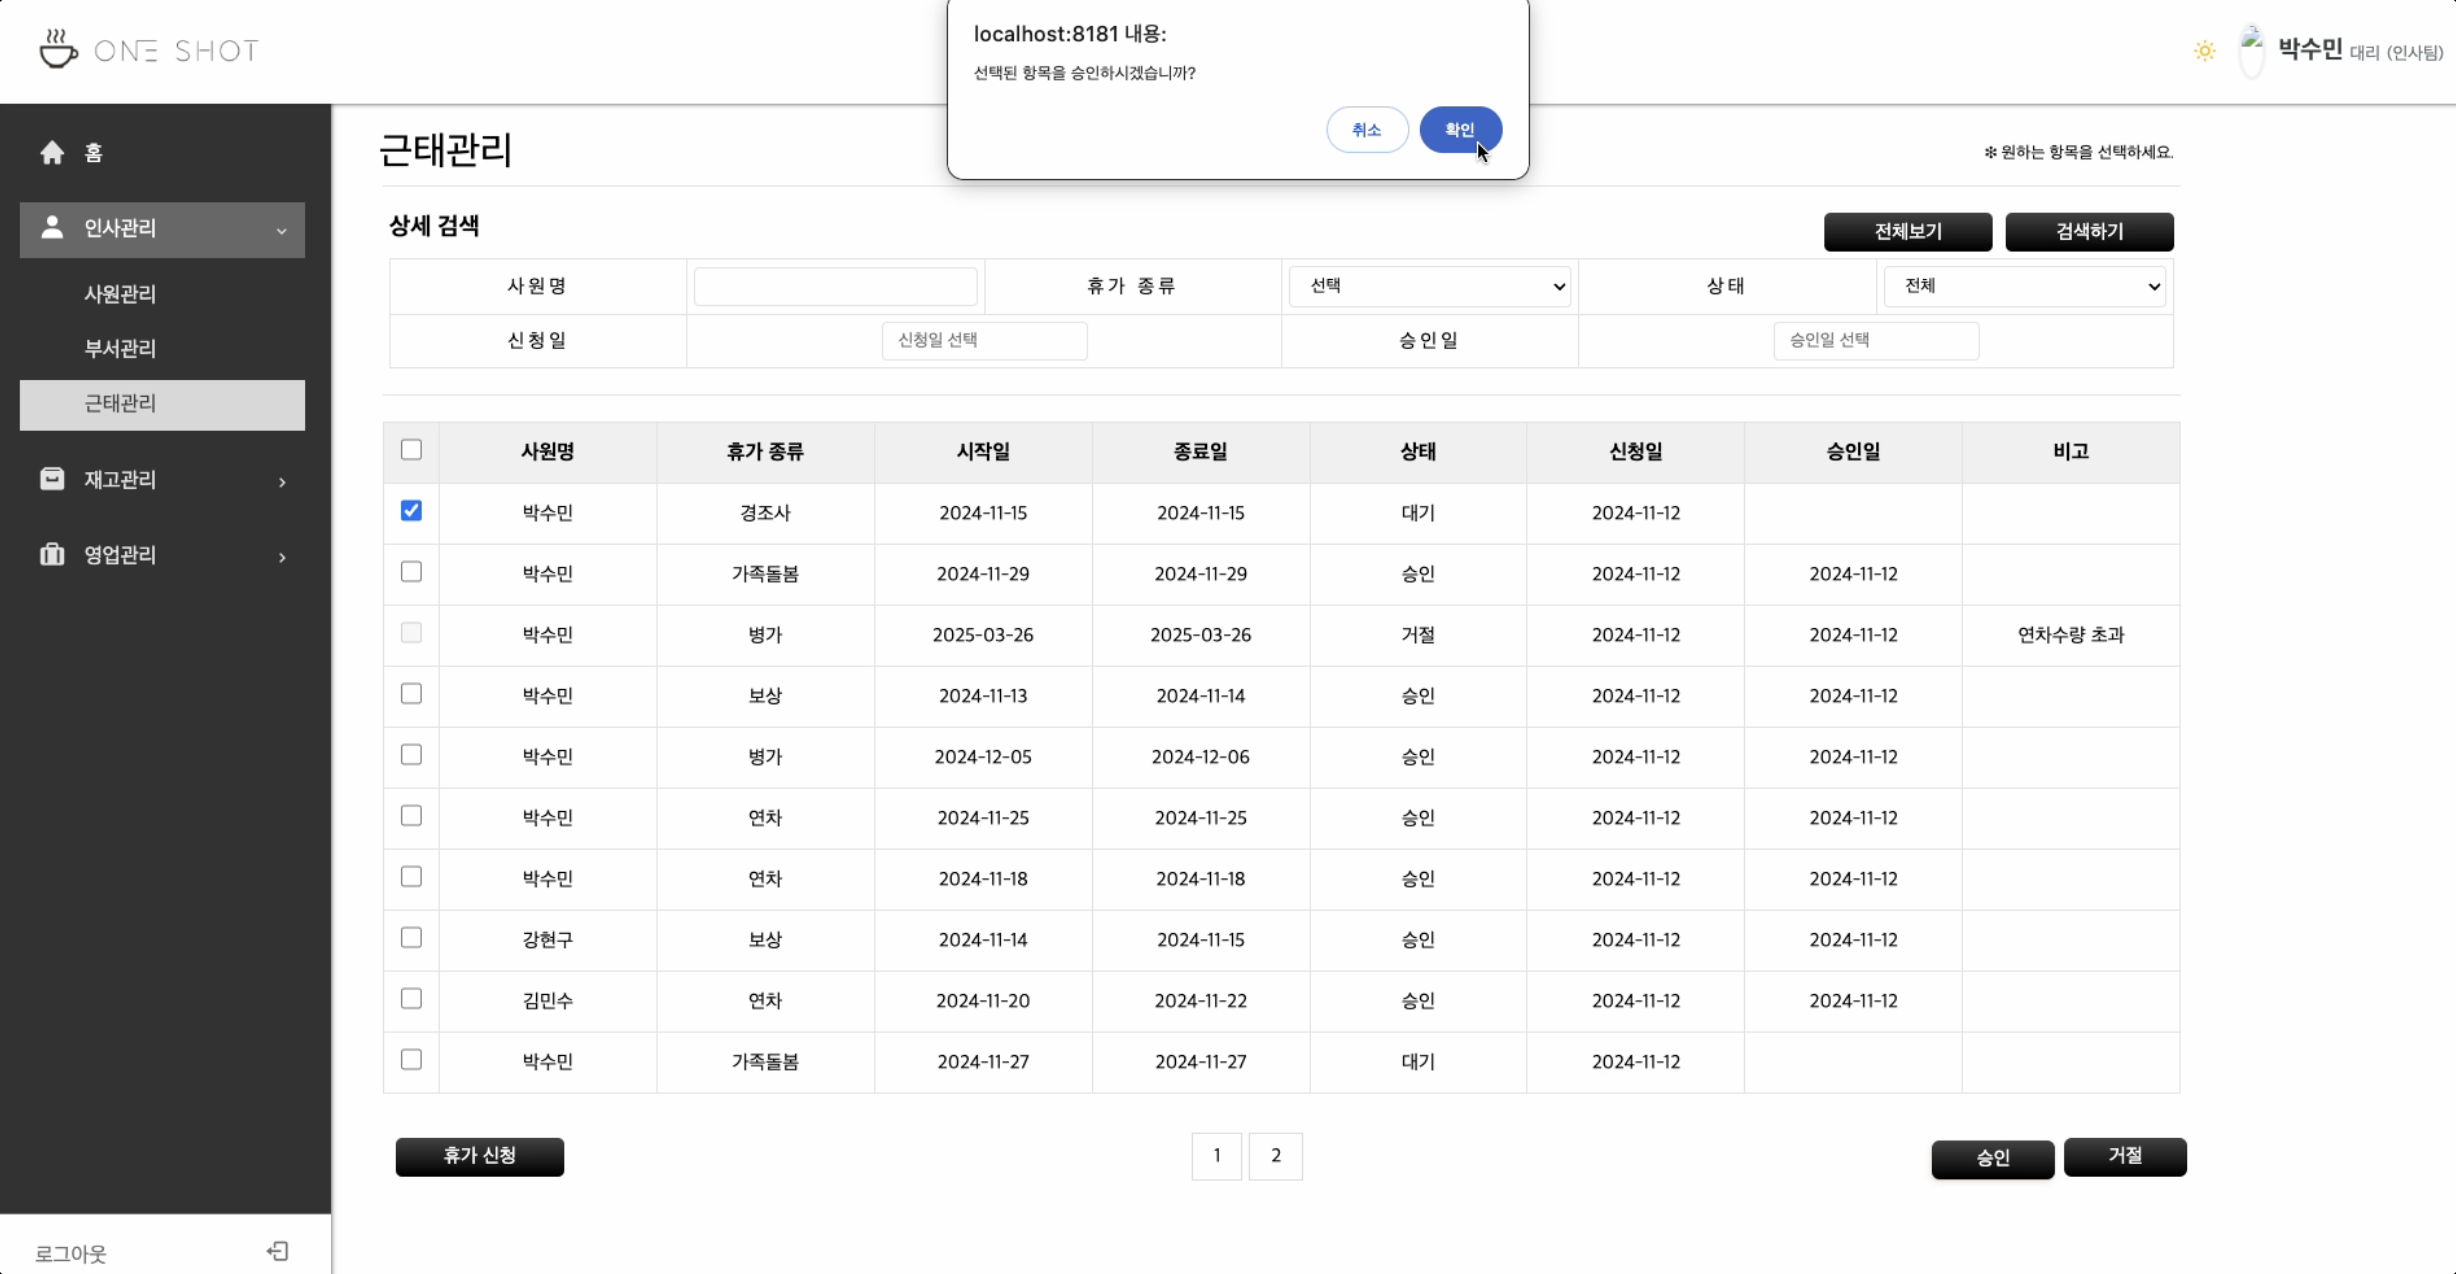 localhost:8181 내용:
선택된 항목을 승인하시겠습니까?
취소 확인
ONE SHOT
박수민 대리 (인사팀)
홈
인사관리
사원관리
부서관리
근태관리
재고관리
영업관리
로그아웃
근태관리
✻ 원하는 항목을 선택하세요.
상세 검색
전체보기 검색하기
사원명 휴가 종류 선택 상태 전체
신청일 신청일 선택 승인일 승인일 선택
사원명 휴가 종류 시작일 종료일 상태 신청일 승인일 비고
박수민 경조사 2024-11-15 2024-11-15 대기 2024-11-12
박수민 가족돌봄 2024-11-29 2024-11-29 승인 2024-11-12 2024-11-12
박수민 병가 2025-03-26 2025-03-26 거절 2024-11-12 2024-11-12 연차수량 초과
박수민 보상 2024-11-13 2024-11-14 승인 2024-11-12 2024-11-12
박수민 병가 2024-12-05 2024-12-06 승인 2024-11-12 2024-11-12
박수민 연차 2024-11-25 2024-11-25 승인 2024-11-12 2024-11-12
박수민 연차 2024-11-18 2024-11-18 승인 2024-11-12 2024-11-12
강현구 보상 2024-11-14 2024-11-15 승인 2024-11-12 2024-11-12
김민수 연차 2024-11-20 2024-11-22 승인 2024-11-12 2024-11-12
박수민 가족돌봄 2024-11-27 2024-11-27 대기 2024-11-12
휴가 신청 1 2 승인 거절